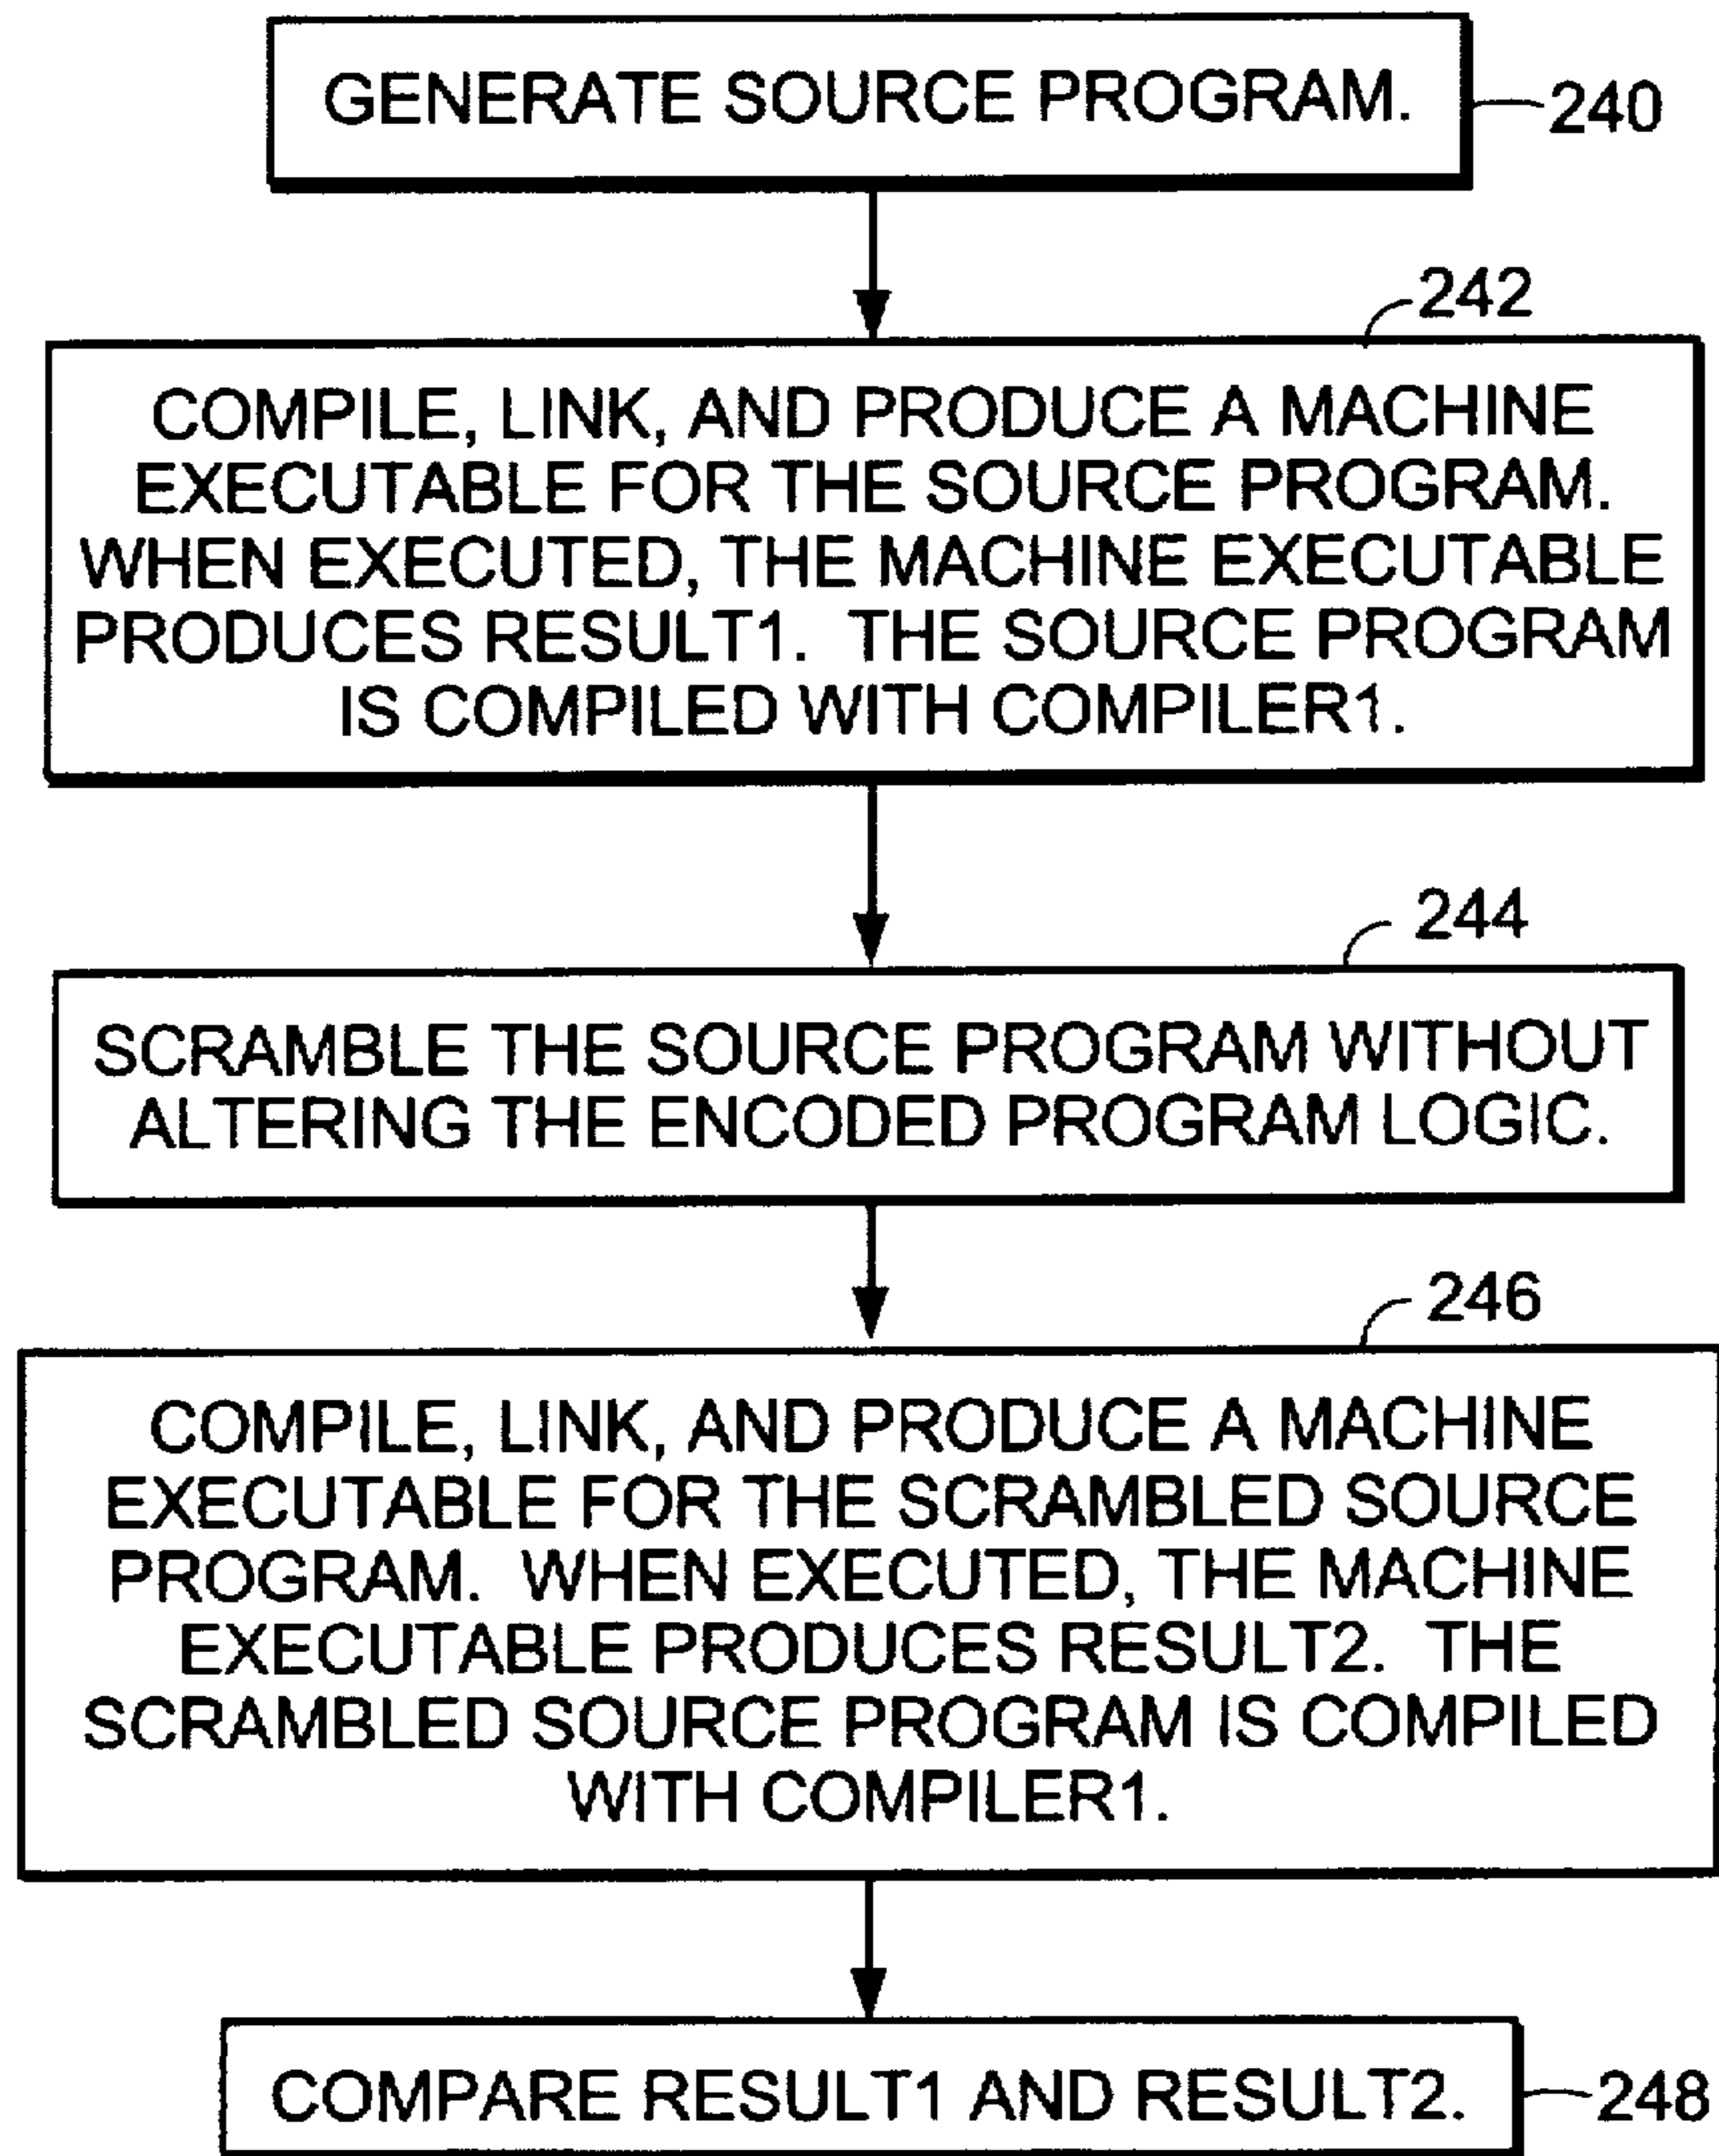 GENERATE SOURCE PROGRAM.
240
242
COMPILE, LINK, AND PRODUCE A MACHINE
EXECUTABLE FOR THE SOURCE PROGRAM.
WHEN EXECUTED, THE MACHINE EXECUTABLE
PRODUCES RESULT1. THE SOURCE PROGRAM
IS COMPILED WITH COMPILER1.
244
SCRAMBLE THE SOURCE PROGRAM WITHOUT
ALTERING THE ENCODED PROGRAM LOGIC.
246
COMPILE, LINK, AND PRODUCE A MACHINE
EXECUTABLE FOR THE SCRAMBLED SOURCE
PROGRAM. WHEN EXECUTED, THE MACHINE
EXECUTABLE PRODUCES RESULT2. THE
SCRAMBLED SOURCE PROGRAM IS COMPILED
WITH COMPILER1.
COMPARE RESULT1 AND RESULT2.
248